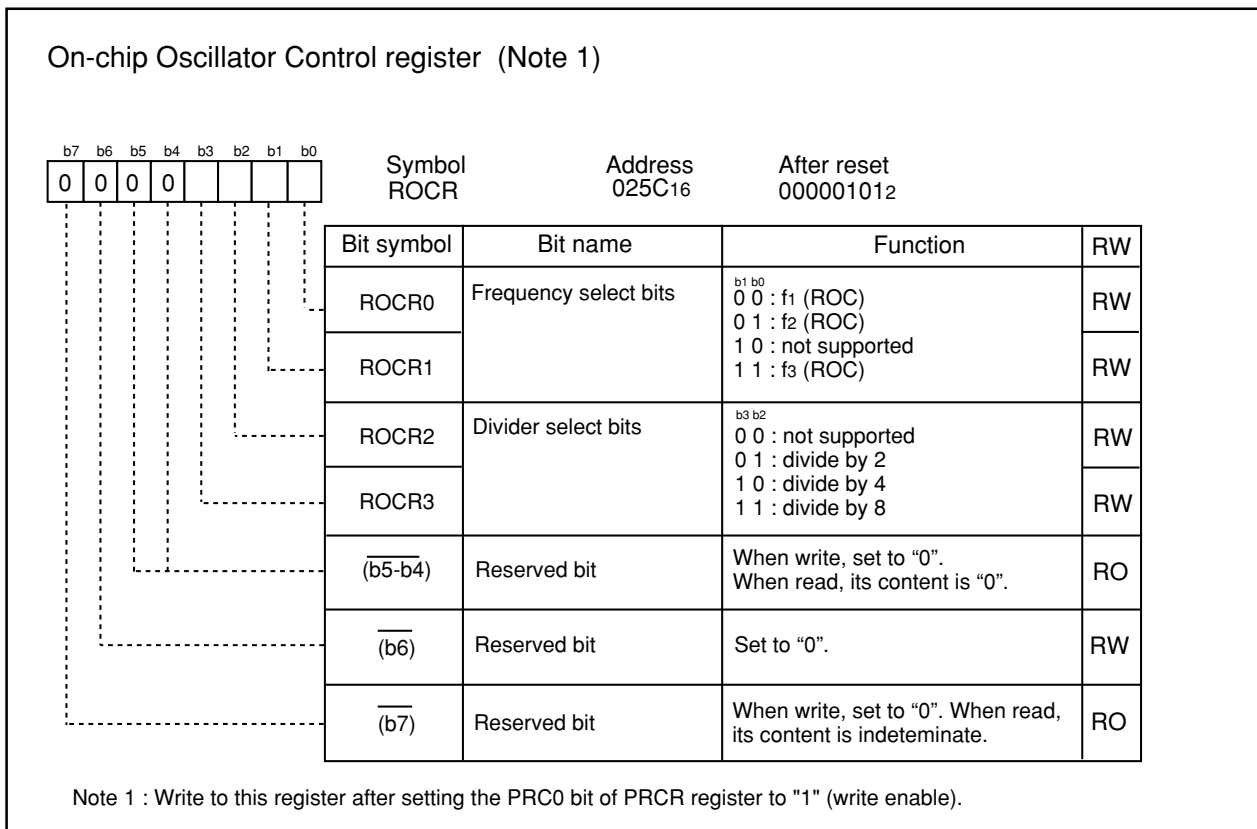 On-chip Oscillator Control register (Note 1)
b7 b6 b5 b4 b3 b2 b1 b0
0 0 0 0
Symbol Address After reset
ROCR 025C16 000001012
Bit symbol Bit name Function RW
ROCR0 Frequency select bits b1 b0
0 0 : f1 (ROC) RW
0 1 : f2 (ROC)
1 0 : not supported
ROCR1 1 1 : f3 (ROC) RW
ROCR2 Divider select bits b3 b2
0 0 : not supported RW
0 1 : divide by 2
1 0 : divide by 4
ROCR3 1 1 : divide by 8 RW
(b5-b4) Reserved bit When write, set to “0”. RO
When read, its content is “0”.
(b6) Reserved bit Set to “0”. RW
(b7) Reserved bit When write, set to “0”. When read, RO
its content is indeteminate.
Note 1 : Write to this register after setting the PRC0 bit of PRCR register to "1" (write enable).